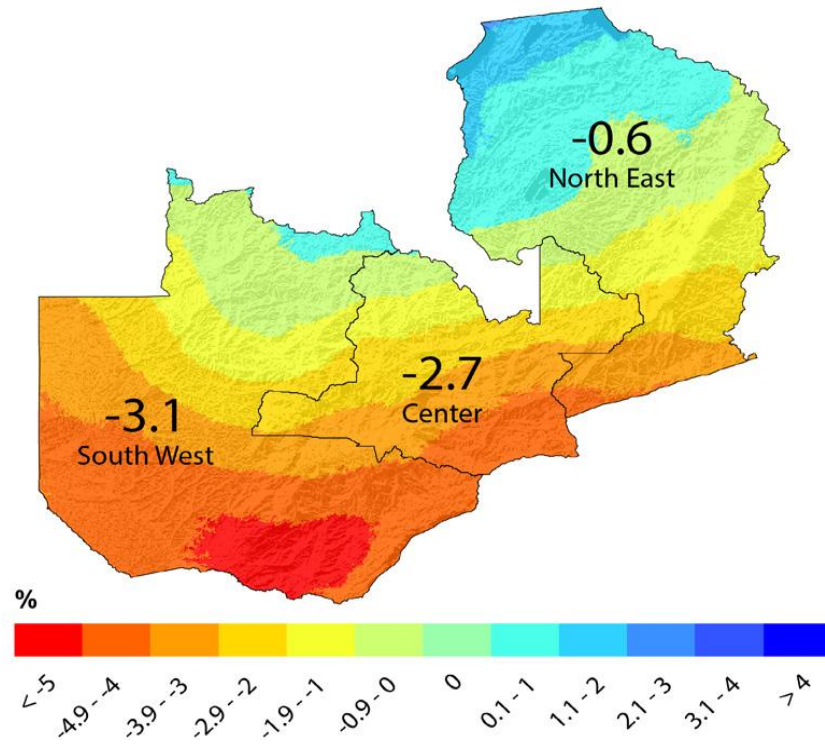 -0.6
North East
-2.7
Center
-3.1
South West
%
< -5
-4.9 - -4
-3.9 - -3
-2.9 - -2
-1.9 - -1
-0.9 - 0
0
0.1 - 1
1.1 - 2
2.1 - 3
3.1 - 4
> 4